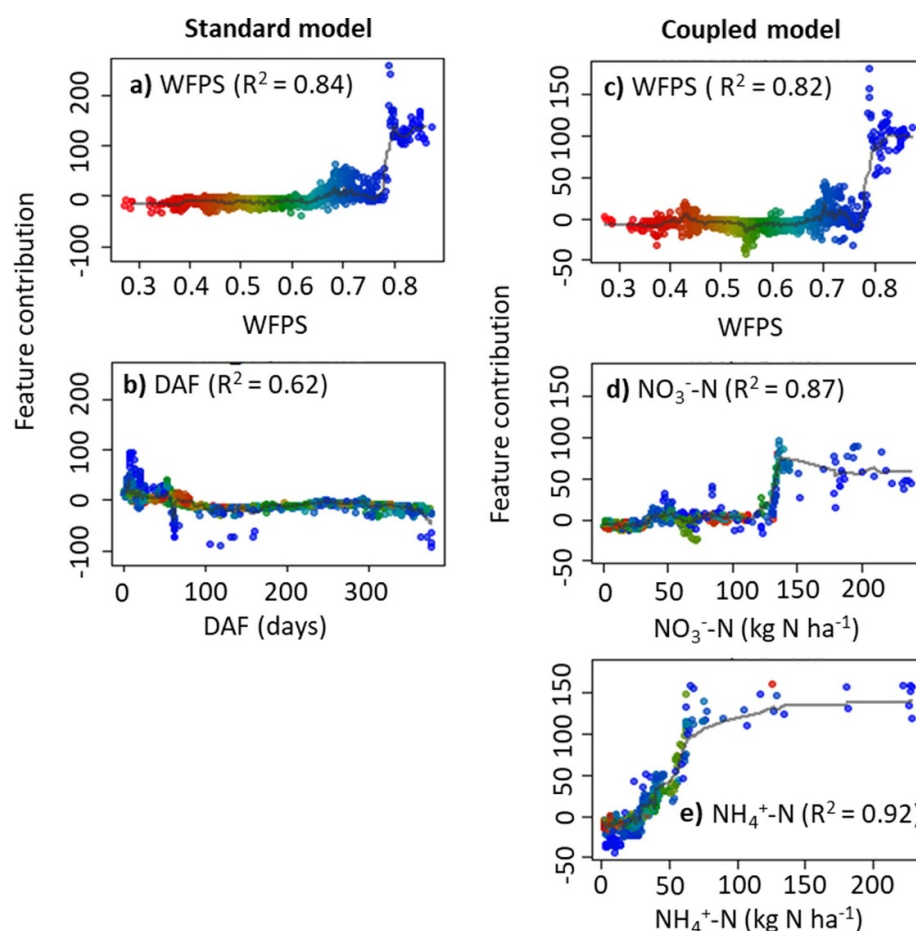 Standard model
Coupled model
Feature contribution
a) WFPS (R² = 0.84)
200
100
0
-100
0.3 0.4 0.5 0.6 0.7 0.8
WFPS
b) DAF (R² = 0.62)
200
100
0
-100
0 100 200 300
DAF (days)
Feature contribution
c) WFPS ( R² = 0.82)
150
100
50
0
-50
0.3 0.4 0.5 0.6 0.7 0.8
WFPS
d) NO₃⁻-N (R² = 0.87)
150
100
50
0
-50
0 50 100 150 200
NO₃⁻-N (kg N ha⁻¹)
150
100
50
0
-50
e) NH₄⁺-N (R² = 0.92)
0 50 100 150 200
NH₄⁺-N (kg N ha⁻¹)